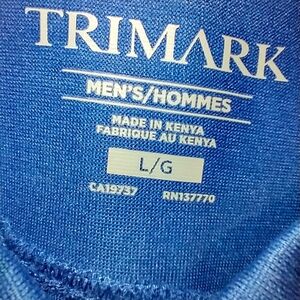 TRIMARK
MEN'S/HOMMES
MADE IN KENYA
FABRIQUE AU KENYA
L/G
CA19737 RN137770